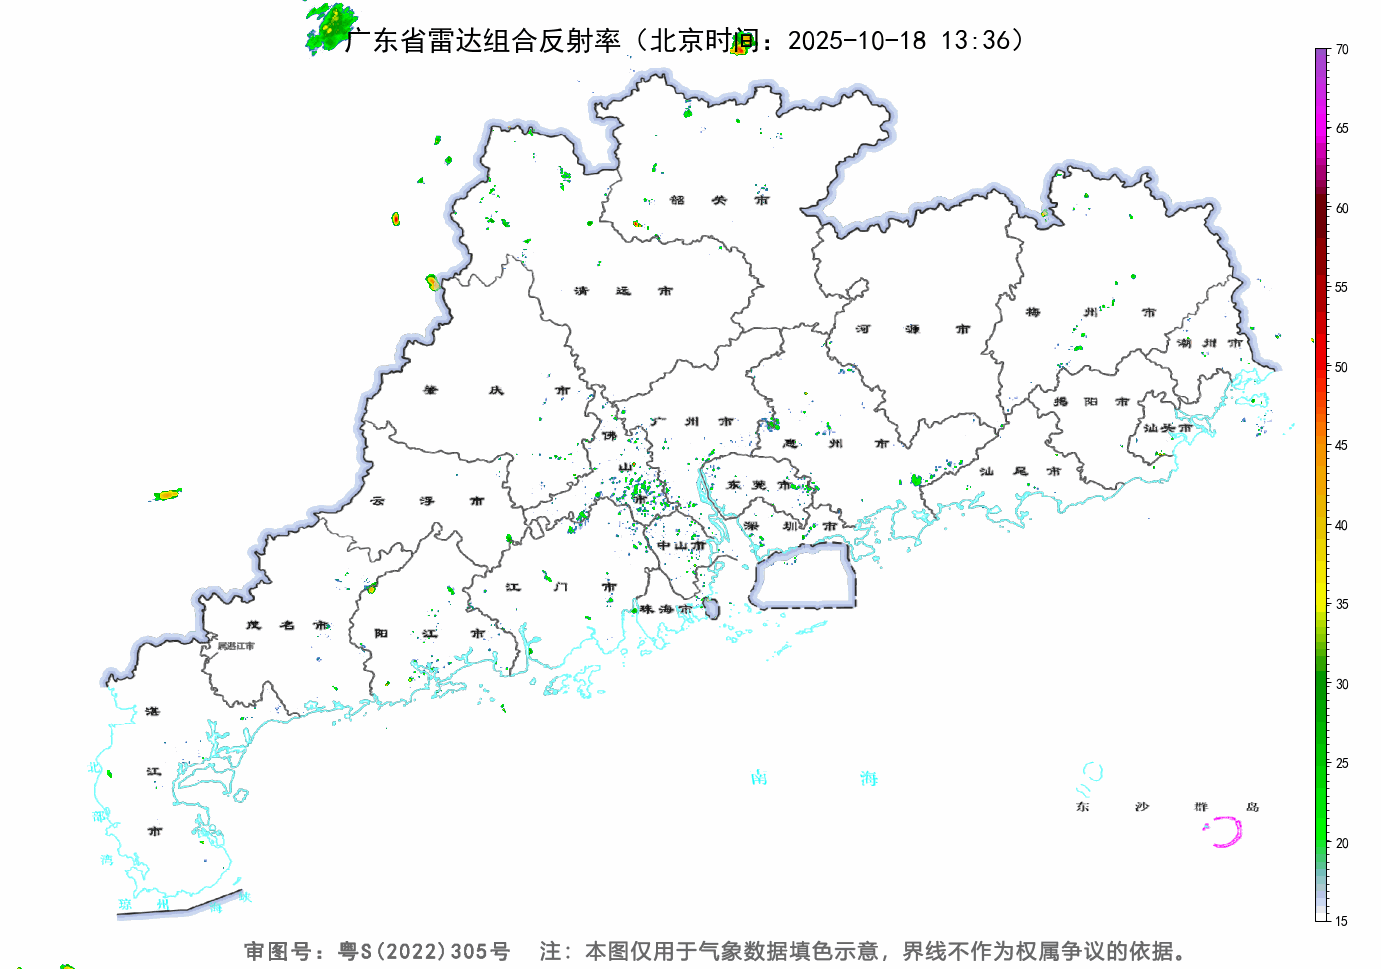 广东省雷达组合反射率（北京时间：2025-10-18 13:36）
70
65
60
55
50
45
40
35
30
25
20
15
韶关市
清远市
河源市
梅州市
潮州市
肇庆市
广州市
佛山市
惠州市
揭阳市
汕头市
云浮市
东莞市
汕尾市
深圳市
中山市
江门市
珠海市
茂名市
阳江市
属湛江市
湛江市
北部湾
琼州海峡
南海
东沙群岛
审图号：粤S(2022)305号 注：本图仅用于气象数据填色示意，界线不作为权属争议的依据。